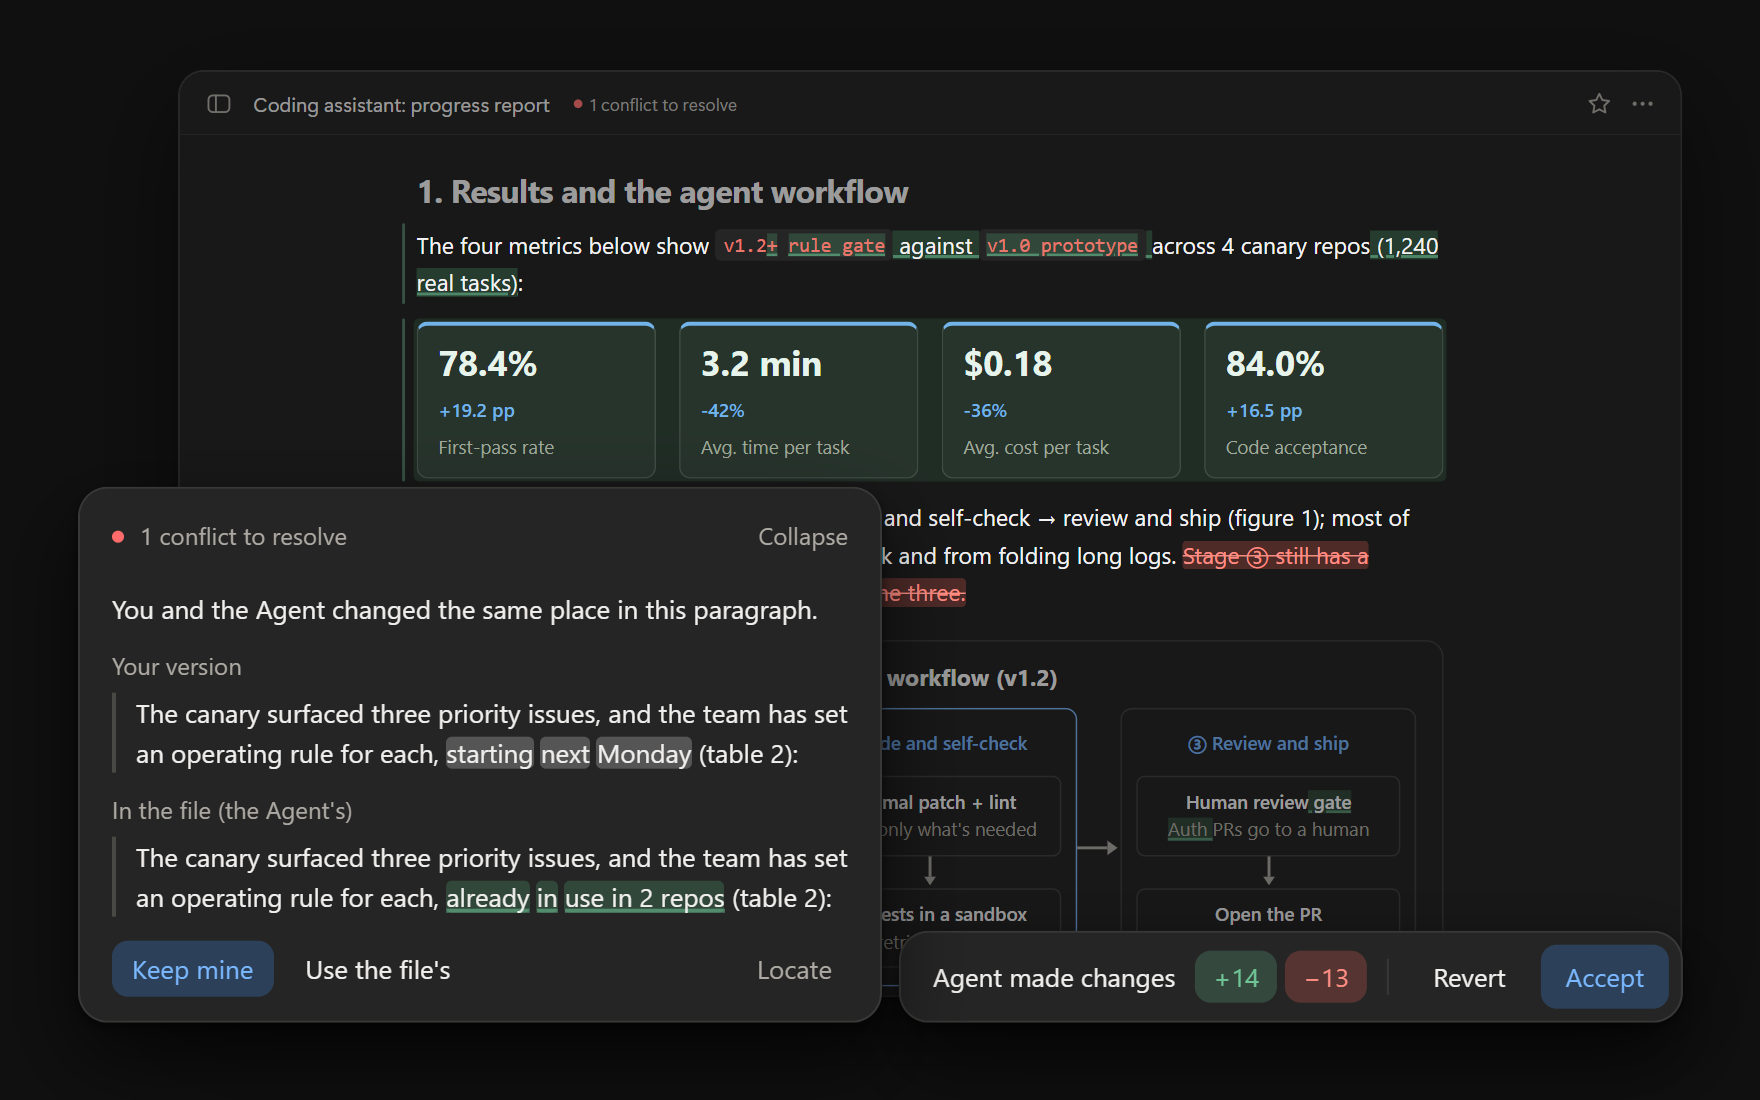 Coding assistant: progress report
1 conflict to resolve
1. Results and the agent workflow
The four metrics below show v1.2+ rule gate against v1.0 prototype across 4 canary repos (1,240
real tasks):
78.4%
+19.2 pp
First-pass rate
3.2 min
-42%
Avg. time per task
$0.18
-36%
Avg. cost per task
84.0%
+16.5 pp
Code acceptance
and self-check → review and ship (figure 1); most of
and from folding long logs. Stage ③ still has a
three.
workflow (v1.2)
and self-check
patch + lint
only what's needed
in a sandbox
③ Review and ship
Human review gate
Auth PRs go to a human
Open the PR
1 conflict to resolve
Collapse
You and the Agent changed the same place in this paragraph.
Your version
The canary surfaced three priority issues, and the team has set
an operating rule for each, starting next Monday (table 2):
In the file (the Agent's)
The canary surfaced three priority issues, and the team has set
an operating rule for each, already in use in 2 repos (table 2):
Keep mine
Use the file's
Locate
Agent made changes
+14
−13
Revert
Accept